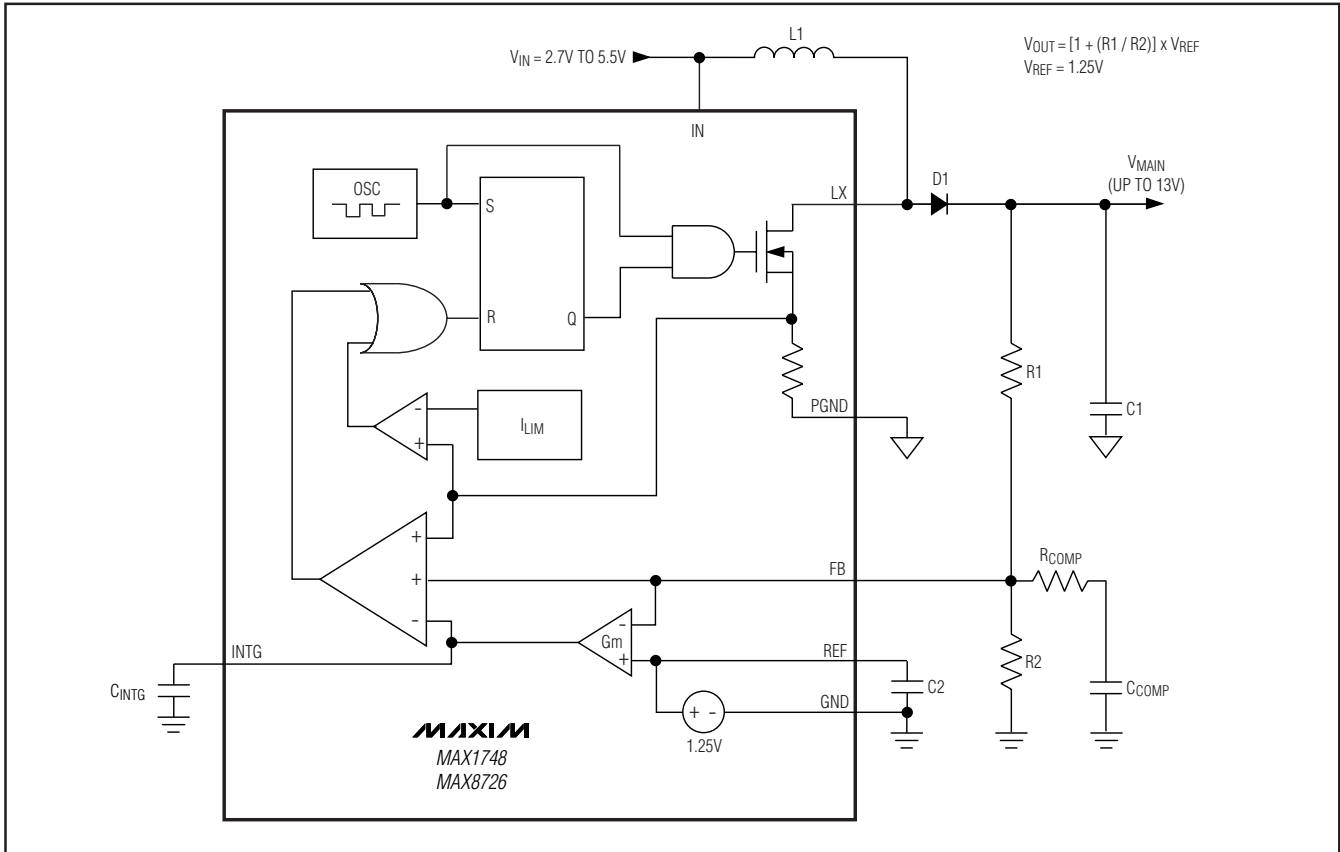 L1
VIN = 2.7V TO 5.5V
VOUT = [1 + (R1 / R2)] x VREF
VREF = 1.25V
IN
OSC
S
LX
D1
VMAIN
(UP TO 13V)
R
Q
R1
PGND
C1
-
+
ILIM
+
+
-
FB
RCOMP
INTG
-
Gm
+
REF
R2
CINTG
C2
CCOMP
+ -
GND
1.25V
MAXIM
MAX1748
MAX8726